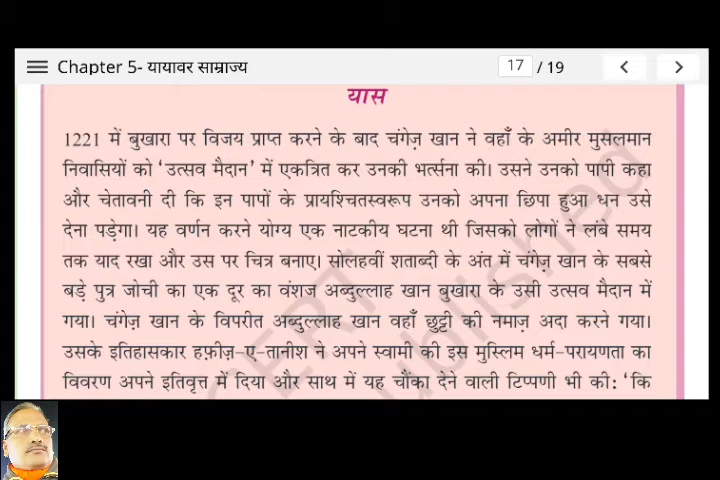 Chapter 5- यायावर साम्राज्य
17 / 19
यास
1221 में बुखारा पर विजय प्राप्त करने के बाद चंगेज़ खान ने वहाँ के अमीर मुसलमान
निवासियों को ‘उत्सव मैदान’ में एकत्रित कर उनकी भर्त्सना की। उसने उनको पापी कहा
और चेतावनी दी कि इन पापों के प्रायश्चितस्वरूप उनको अपना छिपा हुआ धन उसे
देना पड़ेगा। यह वर्णन करने योग्य एक नाटकीय घटना थी जिसको लोगों ने लंबे समय
तक याद रखा और उस पर चित्र बनाए। सोलहवीं शताब्दी के अंत में चंगेज़ खान के सबसे
बड़े पुत्र जोची का एक दूर का वंशज अब्दुल्लाह खान बुखारा के उसी उत्सव मैदान में
गया। चंगेज़ खान के विपरीत अब्दुल्लाह खान वहाँ छुट्टी की नमाज़ अदा करने गया।
उसके इतिहासकार हफ़ीज़-ए-तानीश ने अपने स्वामी की इस मुस्लिम धर्म-परायणता का
विवरण अपने इतिवृत्त में दिया और साथ में यह चौंका देने वाली टिप्पणी भी की: ‘कि